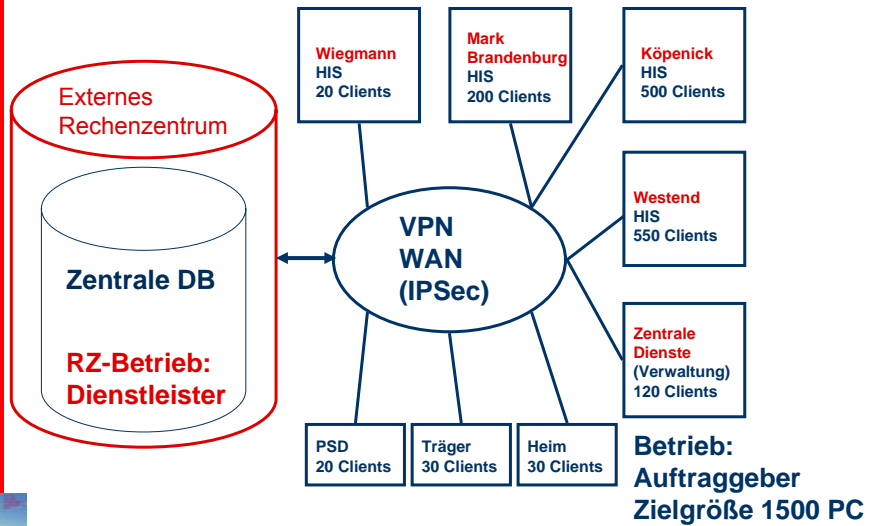 Wiegmann
HIS
20 Clients
Mark
Brandenburg
HIS
200 Clients
Köpenick
HIS
500 Clients
Externes
Rechenzentrum
Westend
HIS
550 Clients
VPN
WAN
(IPSec)
Zentrale DB
RZ-Betrieb:
Dienstleister
Zentrale
Dienste
(Verwaltung)
120 Clients
PSD
20 Clients
Träger
30 Clients
Heim
30 Clients
Betrieb:
Auftraggeber
Zielgröße 1500 PC